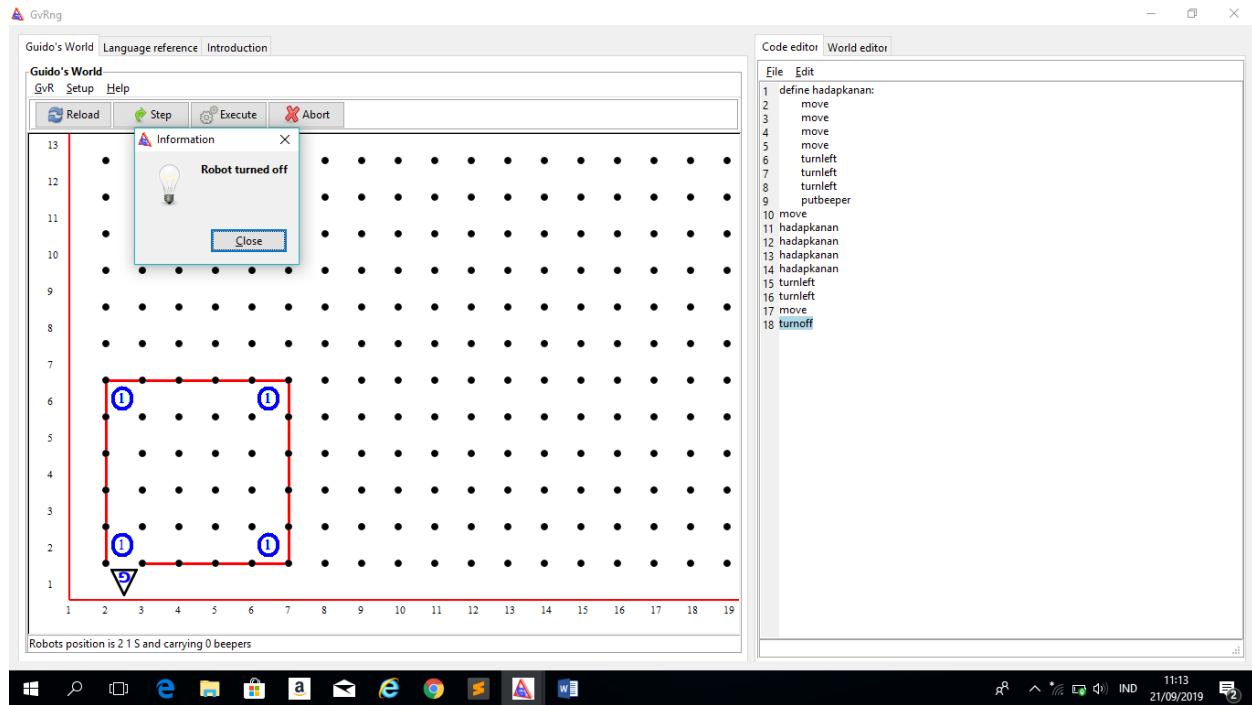 GvRng
Guido's World Language reference Introduction
Guido's World
GvR Setup Help
Reload Step Execute Abort
Information
Robot turned off
Close
13
12
11
10
9
8
7
6
5
4
3
2
1
1 1
1 1
G
1 2 3 4 5 6 7 8 9 10 11 12 13 14 15 16 17 18 19
Robots position is 2 1 S and carrying 0 beepers
Code editor World editor
File Edit
1 define hadapkanan:
2 move
3 move
4 move
5 move
6 turnleft
7 turnleft
8 turnleft
9 putbeeper
10 move
11 hadapkanan
12 hadapkanan
13 hadapkanan
14 hadapkanan
15 turnleft
16 turnleft
17 move
18 turnoff
IND
11:13
21/09/2019
2